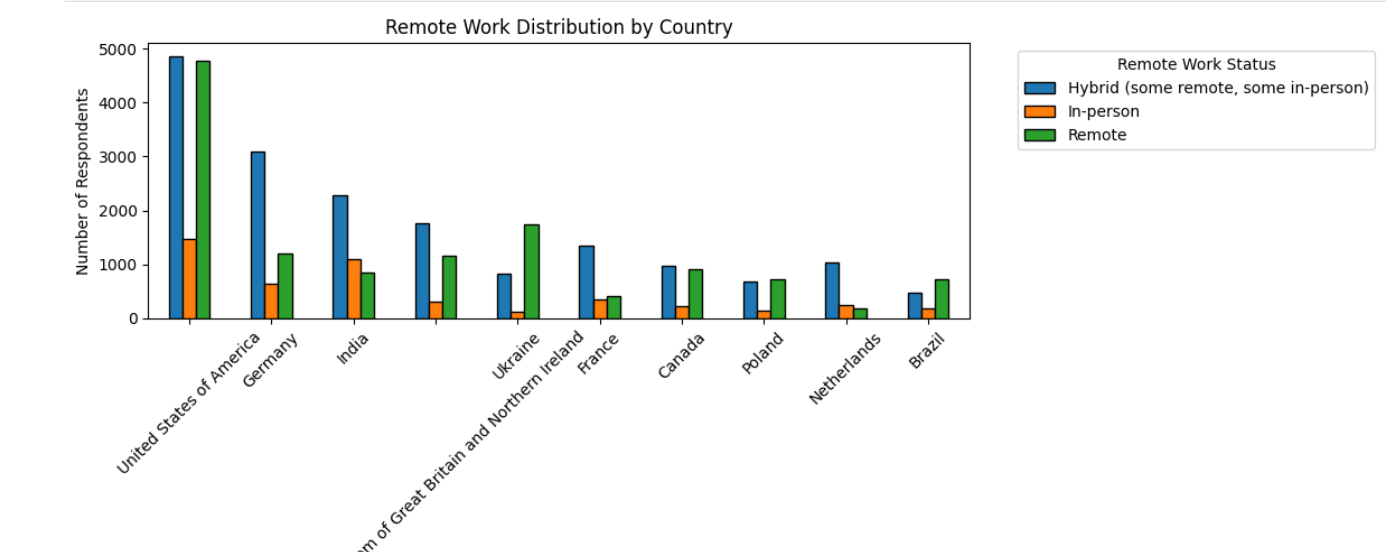 Remote Work Distribution by Country
5000
4000
3000
2000
1000
0
Number of Respondents
United States of America
Germany
India
of Great Britain and Northern Ireland
Ukraine
France
Canada
Poland
Netherlands
Brazil
Remote Work Status
Hybrid (some remote, some in-person)
In-person
Remote